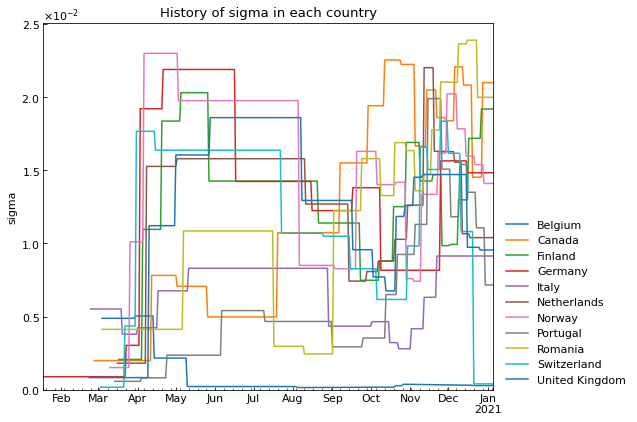 History of sigma in each country
×10⁻²
2.5
2.0
1.5
1.0
0.5
0.0
sigma
Feb Mar Apr May Jun Jul Aug Sep Oct Nov Dec Jan
2021
Belgium
Canada
Finland
Germany
Italy
Netherlands
Norway
Portugal
Romania
Switzerland
United Kingdom